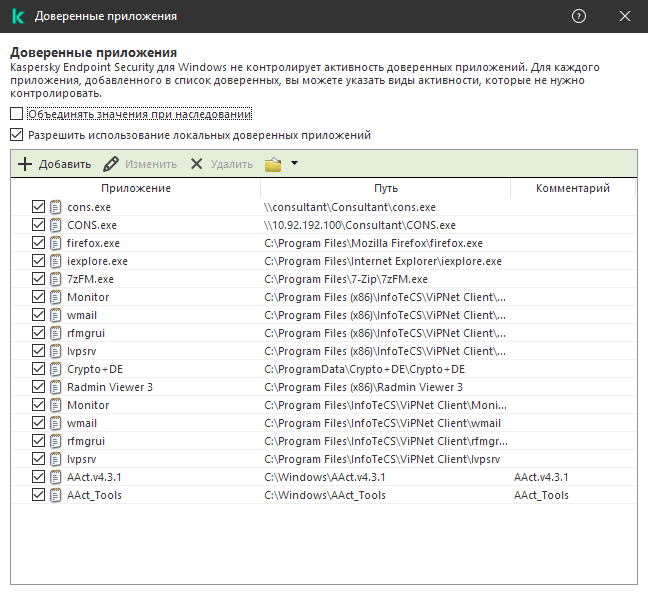 Доверенные приложения
Доверенные приложения
Kaspersky Endpoint Security для Windows не контролирует активность доверенных приложений. Для каждого
приложения, добавленного в список доверенных, вы можете указать виды активности, которые не нужно
контролировать.
Объединять значения при наследовании
Разрешить использование локальных доверенных приложений
Добавить Изменить Удалить
Приложение Путь Комментарий
cons.exe \\consultant\Consultant\cons.exe
CONS.exe \\10.92.192.100\Consultant\CONS.exe
firefox.exe C:\Program Files\Mozilla Firefox\firefox.exe
iexplore.exe C:\Program Files\Internet Explorer\iexplore.exe
7zFM.exe C:\Program Files\7-Zip\7zFM.exe
Monitor C:\Program Files (x86)\InfoTeCS\ViPNet Client\...
wmail C:\Program Files (x86)\InfoTeCS\ViPNet Client\...
rfmgrui C:\Program Files (x86)\InfoTeCS\ViPNet Client\...
lvpsrv C:\Program Files (x86)\InfoTeCS\ViPNet Client\...
Crypto+DE C:\ProgramData\Crypto+DE\Crypto+DE
Radmin Viewer 3 C:\Program Files (x86)\Radmin Viewer 3
Monitor C:\Program Files\InfoTeCS\ViPNet Client\Moni...
wmail C:\Program Files\InfoTeCS\ViPNet Client\wmail
rfmgrui C:\Program Files\InfoTeCS\ViPNet Client\rfmgr...
lvpsrv C:\Program Files\InfoTeCS\ViPNet Client\lvpsrv
AAct.v4.3.1 C:\Windows\AAct.v4.3.1 AAct.v4.3.1
AAct_Tools C:\Windows\AAct_Tools AAct_Tools